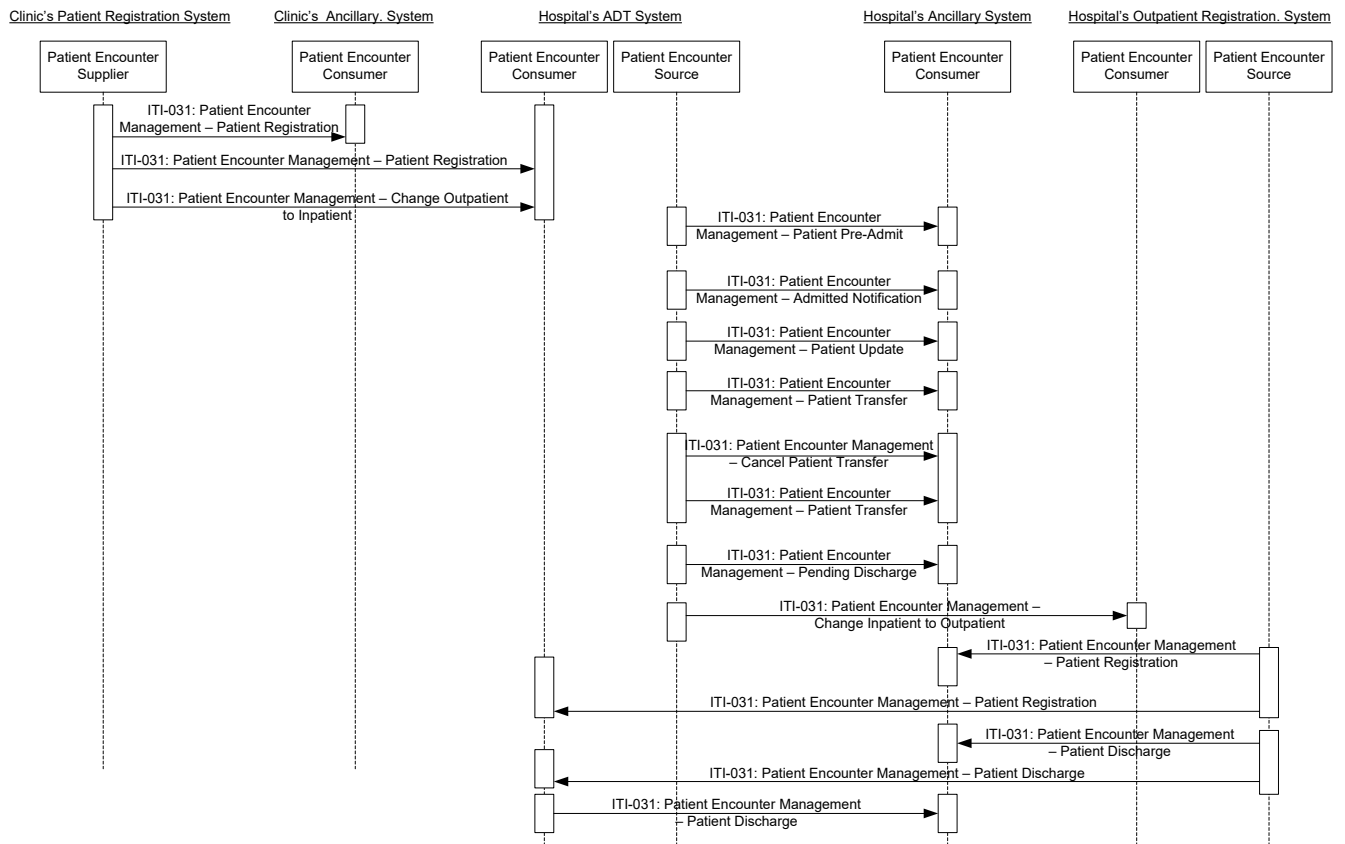 Clinic's Patient Registration System
Clinic's  Ancillary. System
Hospital's ADT System
Hospital's Ancillary System
Hospital's Outpatient Registration. System
Patient Encounter
Supplier
Patient Encounter
Consumer
Patient Encounter
Consumer
Patient Encounter
Source
Patient Encounter
Consumer
Patient Encounter
Consumer
Patient Encounter
Source
ITI-031: Patient Encounter
Management – Patient Registration
ITI-031: Patient Encounter Management – Patient Registration
ITI-031: Patient Encounter Management – Change Outpatient
to Inpatient
ITI-031: Patient Encounter
Management – Patient Pre-Admit
ITI-031: Patient Encounter
Management – Admitted Notification
ITI-031: Patient Encounter
Management – Patient Update
ITI-031: Patient Encounter
Management – Patient Transfer
ITI-031: Patient Encounter Management
– Cancel Patient Transfer
ITI-031: Patient Encounter
Management – Patient Transfer
ITI-031: Patient Encounter
Management – Pending Discharge
ITI-031: Patient Encounter Management –
Change Inpatient to Outpatient
ITI-031: Patient Encounter Management
– Patient Registration
ITI-031: Patient Encounter Management – Patient Registration
ITI-031: Patient Encounter Management
– Patient Discharge
ITI-031: Patient Encounter Management – Patient Discharge
ITI-031: Patient Encounter Management
– Patient Discharge